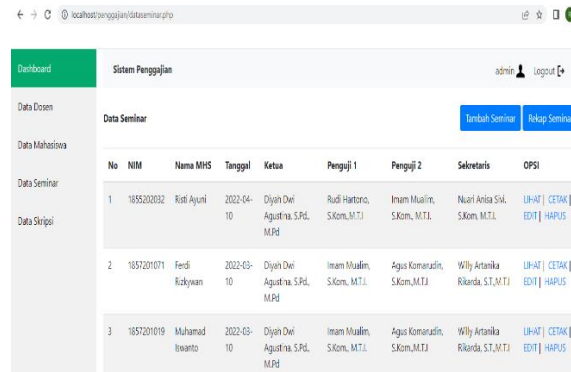 localhost/penggajian/dataseminar.php
Dashboard
Sistem Penggajian
admin
Logout
Data Dosen
Data Mahasiswa
Data Seminar
Data Skripsi
Data Seminar
Tambah Seminar
Rekap Semina
No NIM Nama MHS Tanggal Ketua Penguji 1 Penguji 2 Sekretaris OPSI
1 1855202032 Risti Ayuni 2022-04- Diyah Dwi Rudi Hartono, Imam Mualim, Nuari Anisa Sivi, LIHAT | CETAK |
10 Agustina. S.Pd., S.Kom.,M.T.I S.Kom., M.T.I. S.Kom, M.T.I. EDIT | HAPUS
M.Pd
2 1857201071 Ferdi 2022-03- Diyah Dwi Imam Mualim, Agus Komarudin, Willy Artanika LIHAT | CETAK |
Rizkywan 10 Agustina. S.Pd., S.Kom., M.T.I. S.Kom.,M.T.I Rikarda, S.T.,M.T.I EDIT | HAPUS
M.Pd
3 1857201019 Muhamad 2022-03- Diyah Dwi Imam Mualim, Agus Komarudin, Willy Artanika LIHAT | CETAK |
Iswanto 10 Agustina. S.Pd., S.Kom., M.T.I. S.Kom.,M.T.I Rikarda, S.T.,M.T.I EDIT | HAPUS
M.Pd